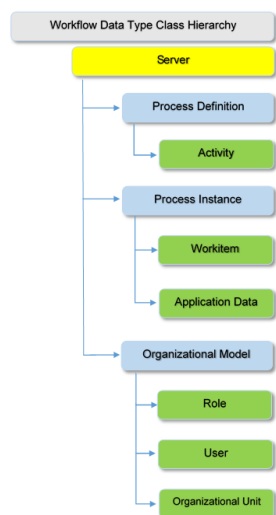 Workflow Data Type Class Hierarchy
Server
Process Definition
Activity
Process Instance
Workitem
Application Data
Organizational Model
Role
User
Organizational Unit